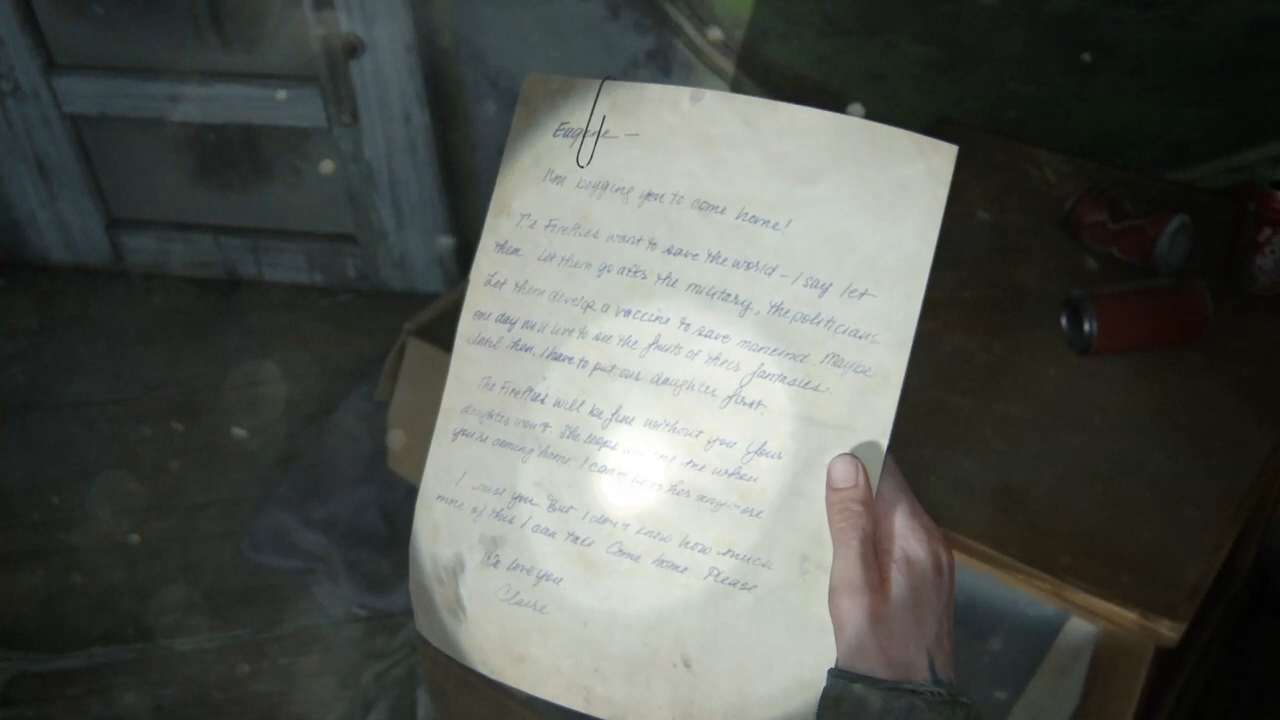 Eugene —
I'm begging you to come home!
The Fireflies want to save the world – I say let
them. Let them go after the military, the politicians.
Let them develop a vaccine to save mankind. Maybe
one day we'll live to see the fruits of their fantasies.
Until then, I have to put our daughter first.
The Fireflies will be fine without you. Your
daughter won't. She keeps asking me when
you're coming home. I can't lie to her anymore.
I miss you. But I don't know how much
more of this I can take. Come home. Please.
We love you.
Claire